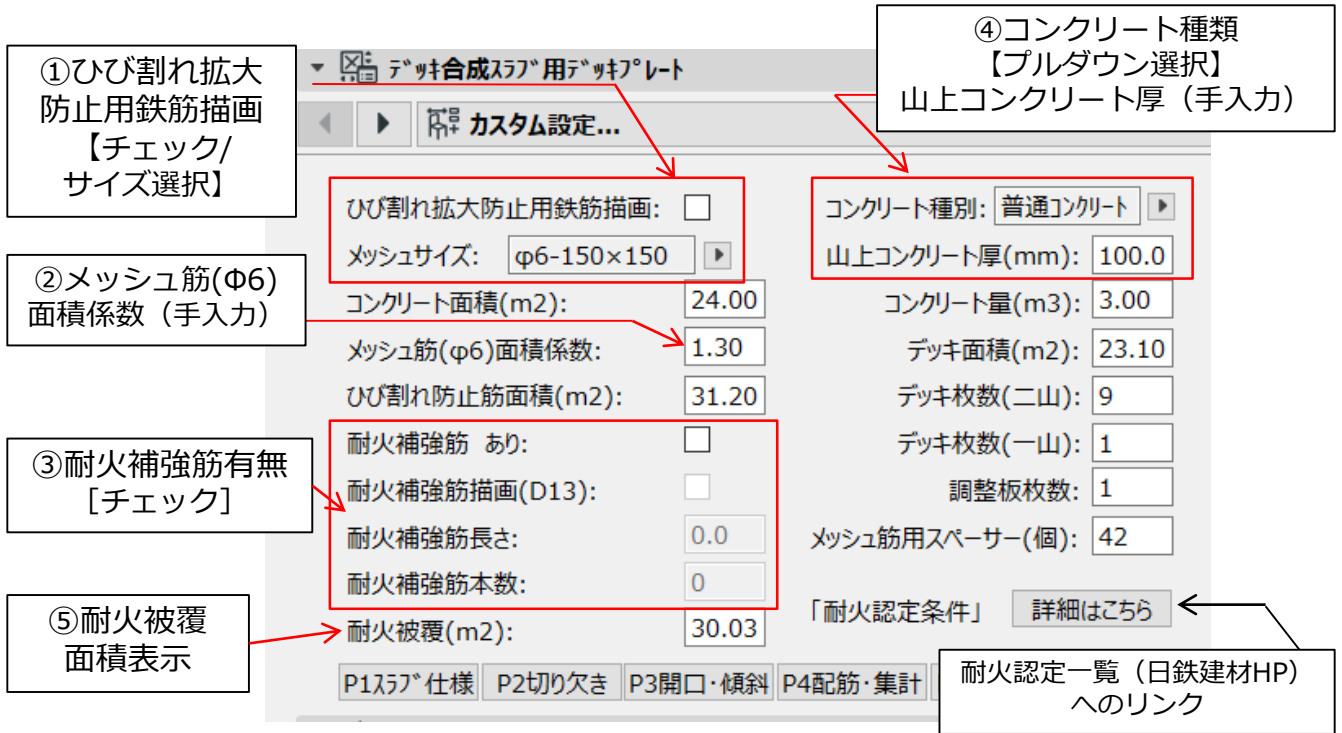 ①ひび割れ拡大
防止用鉄筋描画
【チェック/
サイズ選択】
④コンクリート種類
【プルダウン選択】
山上コンクリート厚（手入力）
ﾃﾞｯｷ合成ｽﾗﾌﾞ用ﾃﾞｯｷﾌﾟﾚｰﾄ
カスタム設定...
ひび割れ拡大防止用鉄筋描画:
メッシュサイズ: φ6-150×150
コンクリート種別: 普通ｺﾝｸﾘｰﾄ
山上コンクリート厚(mm): 100.0
②メッシュ筋(Φ6)
面積係数（手入力）
コンクリート面積(m2): 24.00
コンクリート量(m3): 3.00
メッシュ筋(φ6)面積係数: 1.30
デッキ面積(m2): 23.10
ひび割れ防止筋面積(m2): 31.20
デッキ枚数(二山): 9
③耐火補強筋有無
［チェック］
耐火補強筋 あり:
デッキ枚数(一山): 1
耐火補強筋描画(D13):
調整板枚数: 1
耐火補強筋長さ: 0.0
メッシュ筋用スペーサー(個): 42
耐火補強筋本数: 0
「耐火認定条件」 詳細はこちら
⑤耐火被覆
面積表示
耐火被覆(m2): 30.03
P1ｽﾗﾌﾞ仕様 P2切り欠き P3開口･傾斜 P4配筋･集計
耐火認定一覧（日鉄建材HP）
へのリンク